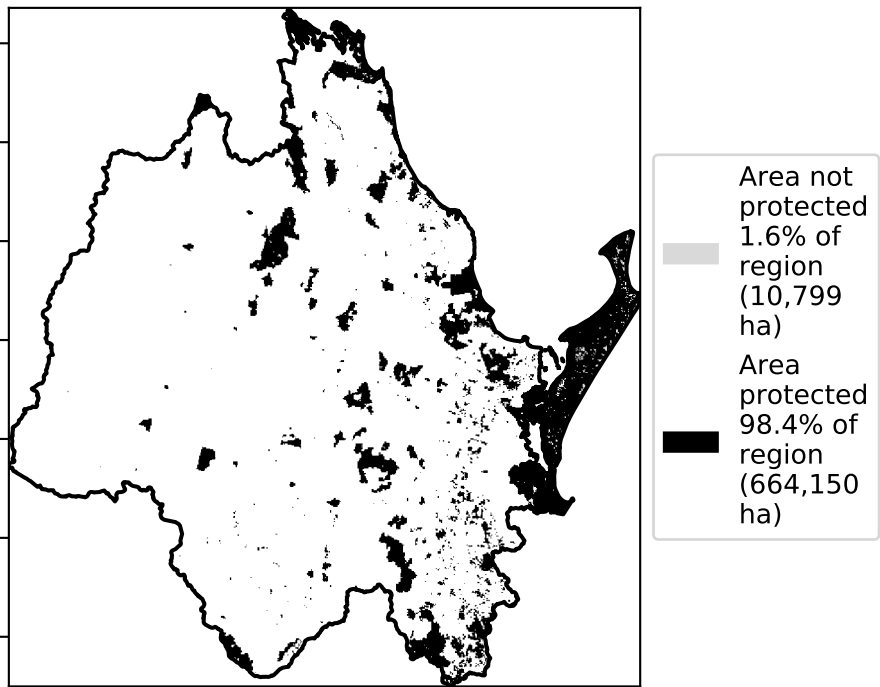 Area not
protected
1.6% of
region
(10,799
ha)
Area
protected
98.4% of
region
(664,150
ha)